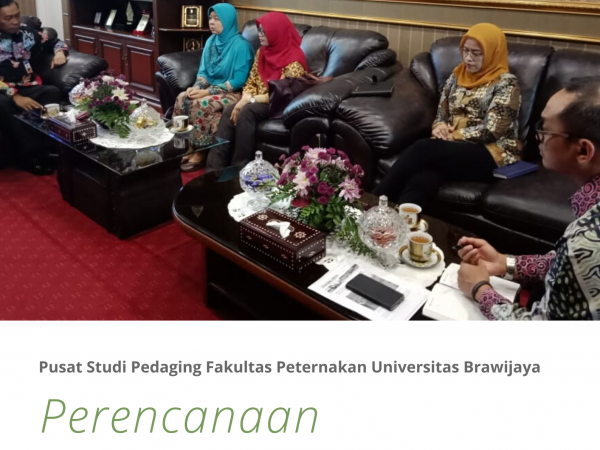 Pusat Studi Pedaging Fakultas Peternakan Universitas Brawijaya
Perencanaan